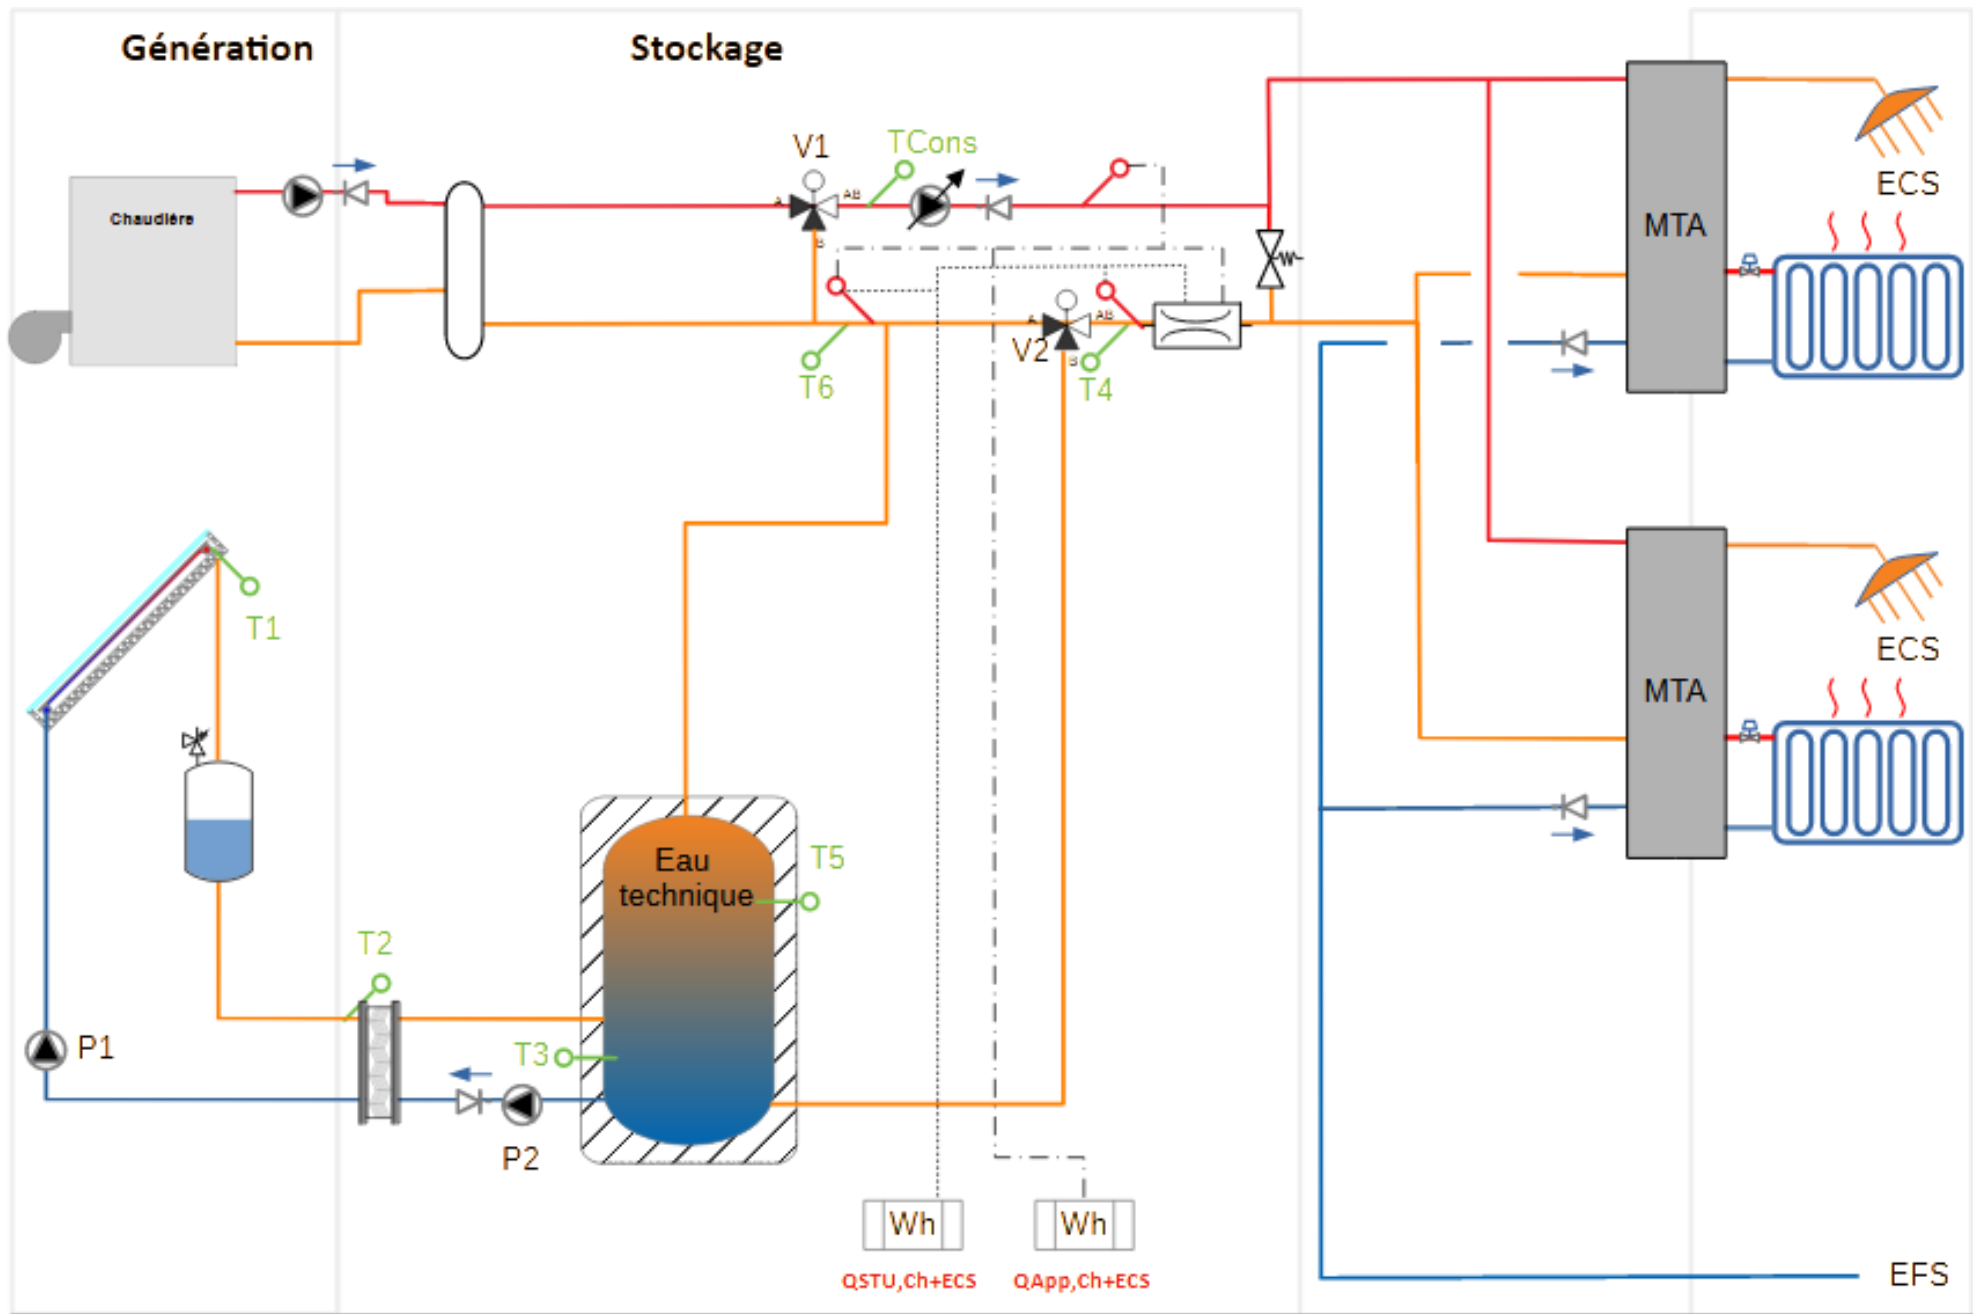 Génération
Stockage
Chaudière
V1
TCons
A
AB
B
MTA
ECS
A
AB
V2
B
T6
T4
T1
MTA
ECS
Eau
technique
T5
T2
T3
P1
P2
Wh
Wh
QSTU,Ch+ECS
QApp,Ch+ECS
EFS